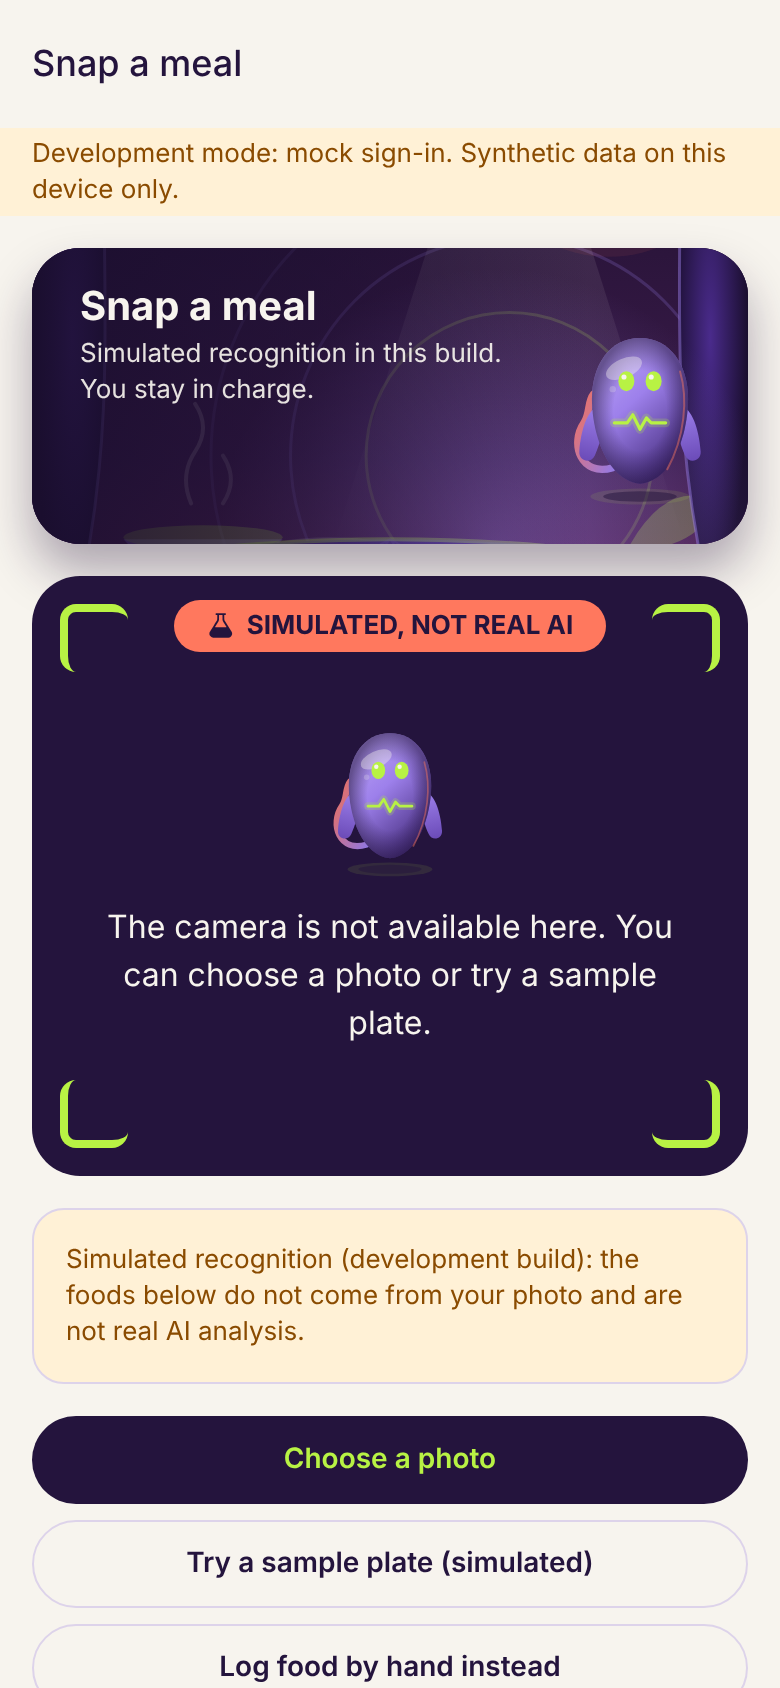 Snap a meal
Development mode: mock sign-in. Synthetic data on this
device only.
Snap a meal
Simulated recognition in this build.
You stay in charge.
SIMULATED, NOT REAL AI
The camera is not available here. You
can choose a photo or try a sample
plate.
Simulated recognition (development build): the
foods below do not come from your photo and are
not real AI analysis.
Choose a photo
Try a sample plate (simulated)
Log food by hand instead